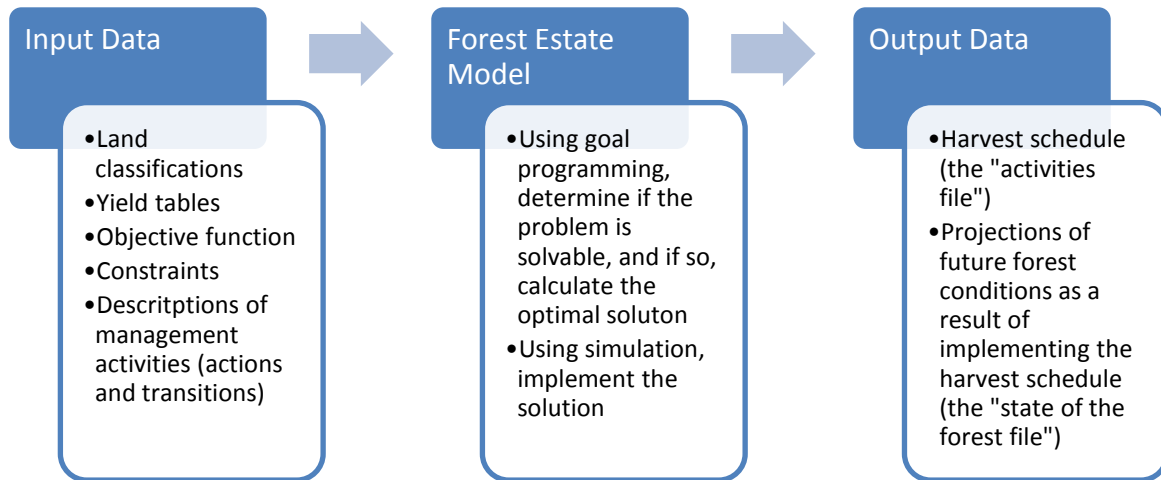 Input Data
•Land
classifications
•Yield tables
•Objective function
•Constraints
•Descritptions of
management
activities (actions
and transitions)
Forest Estate
Model
•Using goal
programming,
determine if the
problem is
solvable, and if so,
calculate the
optimal soluton
•Using simulation,
implement the
solution
Output Data
•Harvest schedule
(the "activities
file")
•Projections of
future forest
conditions as a
result of
implementing the
harvest schedule
(the "state of the
forest file")